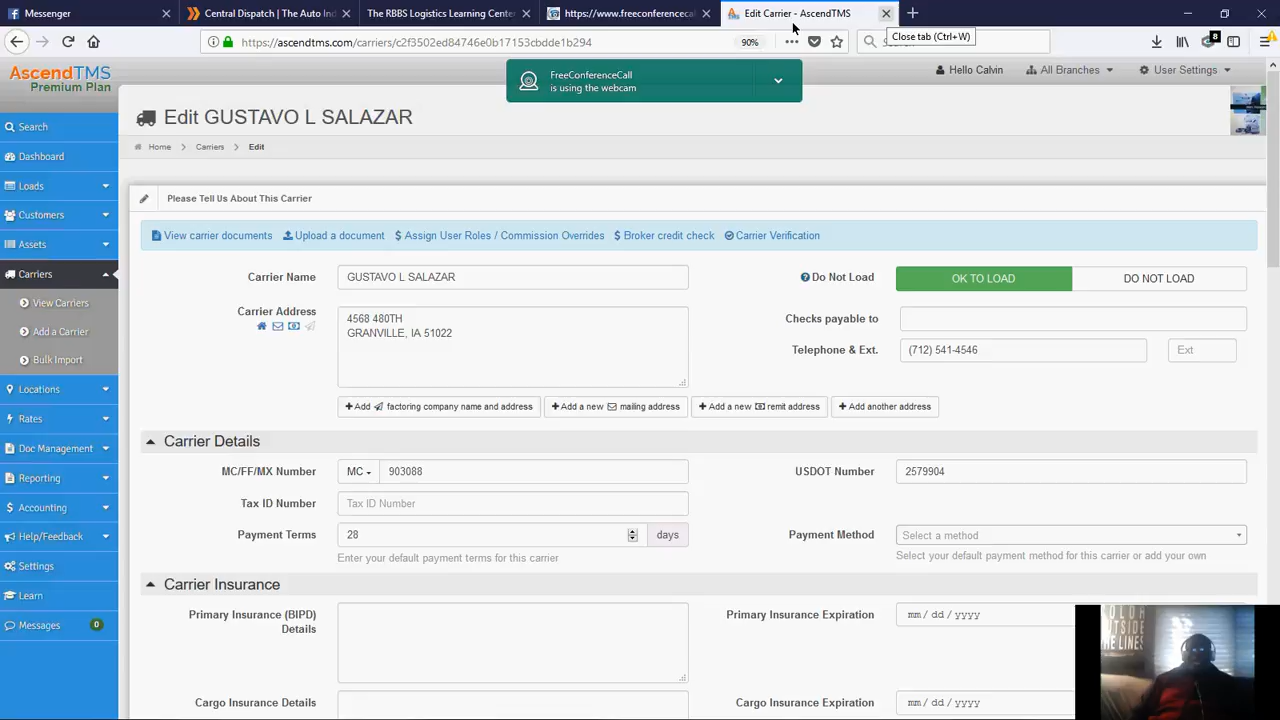 Messenger
Central Dispatch | The Auto Ind
The RBBS Logistics Learning Cente
https://www.freeconferencecal
Edit Carrier - AscendTMS
Close tab (Ctrl+W)
https://ascendtms.com/carriers/c2f3502ed84746e0b17153cbdde1b294
90%
8
AscendTMS
Premium Plan
FreeConferenceCall
is using the webcam
Hello Calvin
All Branches
User Settings
Edit GUSTAVO L SALAZAR
Home
Carriers
Edit
Search
Dashboard
Loads
Customers
Assets
Carriers
View Carriers
Add a Carrier
Bulk Import
Locations
Rates
Doc Management
Reporting
Accounting
Help/Feedback
Settings
Learn
Messages 0
Please Tell Us About This Carrier
View carrier documents
Upload a document
$ Assign User Roles / Commission Overrides
$ Broker credit check
Carrier Verification
Carrier Name
GUSTAVO L SALAZAR
Do Not Load
OK TO LOAD
DO NOT LOAD
Carrier Address
4568 480TH
GRANVILLE, IA 51022
Checks payable to
Telephone & Ext.
(712) 541-4546
Ext
+Add factoring company name and address
+Add a new mailing address
+Add a new remit address
+Add another address
Carrier Details
MC/FF/MX Number
MC
903088
USDOT Number
2579904
Tax ID Number
Tax ID Number
Payment Terms
28
days
Enter your default payment terms for this carrier
Payment Method
Select a method
Select your default payment method for this carrier or add your own
Carrier Insurance
Primary Insurance (BIPD)
Details
Primary Insurance Expiration
mm / dd / yyyy
Cargo Insurance Details
Cargo Insurance Expiration
mm / dd / yyyy
OUTSIDE
THE LINES